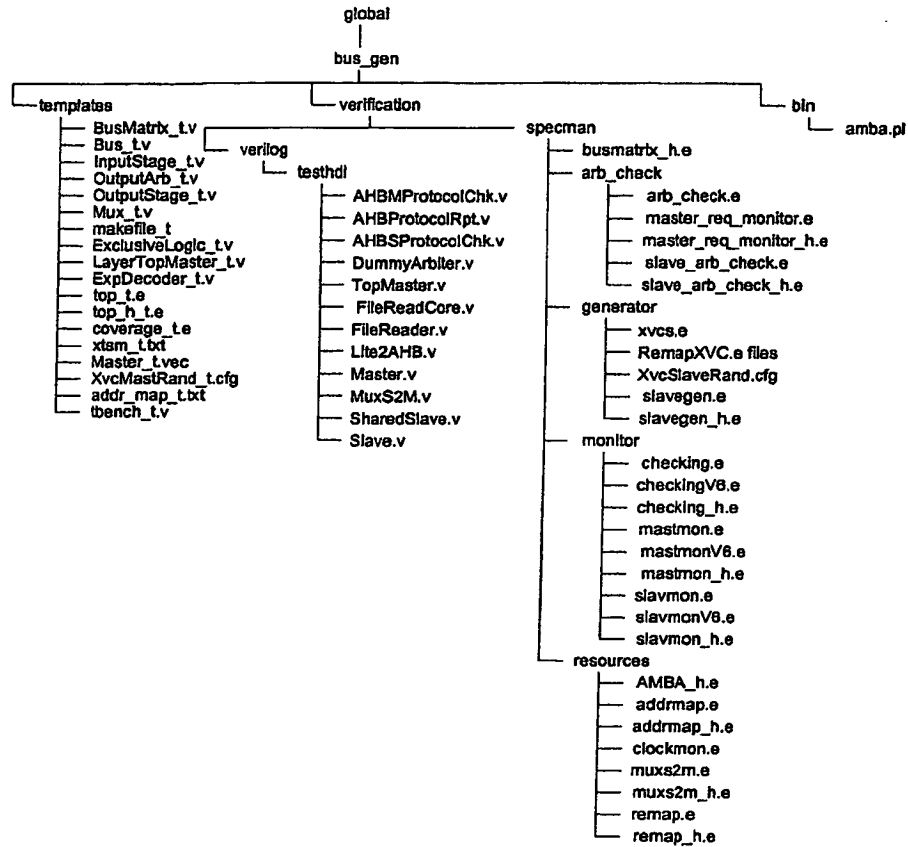 global
bus_gen
templates
BusMatrix_t.v
Bus_t.v
InputStage_t.v
OutputArb_t.v
OutputStage_t.v
Mux_t.v
makefile_t
ExclusiveLogic_t.v
LayerTopMaster_t.v
ExpDecoder_t.v
top_t.e
top_h_t.e
coverage_t.e
xtsm_t.txt
Master_t.vec
XvcMastRand_t.cfg
addr_map_t.txt
tbench_t.v
verification
verilog
testhdl
AHBMProtocolChk.v
AHBProtocolRpt.v
AHBSProtocolChk.v
DummyArbiter.v
TopMaster.v
FileReadCore.v
FileReader.v
Lite2AHB.v
Master.v
MuxS2M.v
SharedSlave.v
Slave.v
specman
busmatrix_h.e
arb_check
arb_check.e
master_req_monitor.e
master_req_monitor_h.e
slave_arb_check.e
slave_arb_check_h.e
generator
xvcs.e
RemapXVC.e files
XvcSlaveRand.cfg
slavegen.e
slavegen_h.e
monitor
checking.e
checkingV6.e
checking_h.e
mastmon.e
mastmonV6.e
mastmon_h.e
slavmon.e
slavmonV6.e
slavmon_h.e
resources
AMBA_h.e
addrmap.e
addrmap_h.e
clockmon.e
muxs2m.e
muxs2m_h.e
remap.e
remap_h.e
bin
amba.pl